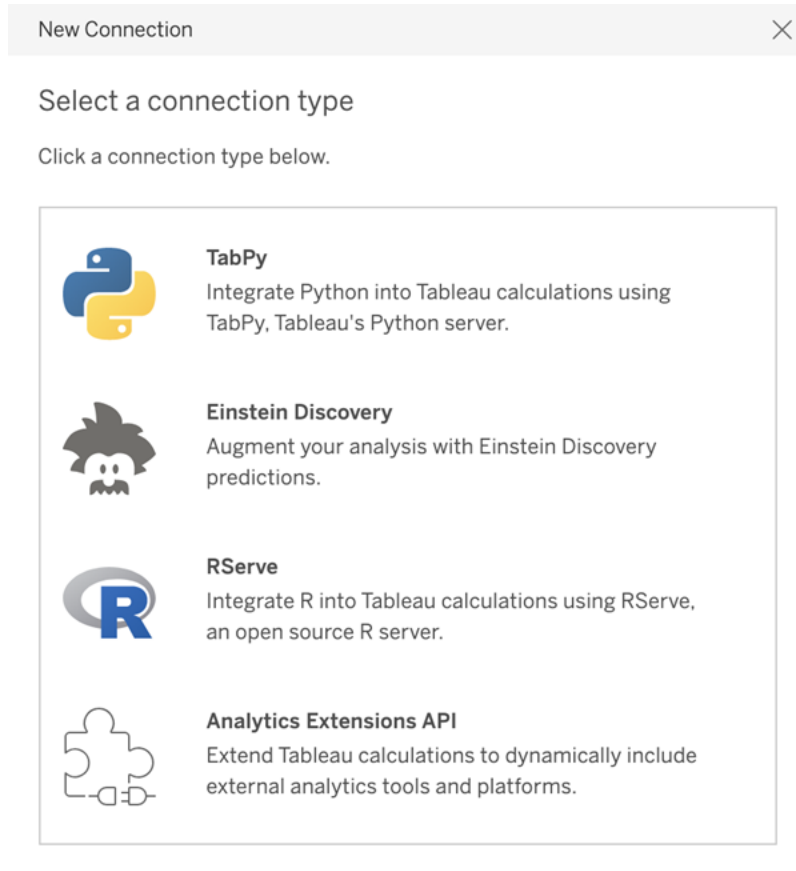 New Connection
Select a connection type
Click a connection type below.
TabPy
Integrate Python into Tableau calculations using
TabPy, Tableau's Python server.
Einstein Discovery
Augment your analysis with Einstein Discovery
predictions.
R
RServe
Integrate R into Tableau calculations using RServe,
an open source R server.
Analytics Extensions API
Extend Tableau calculations to dynamically include
external analytics tools and platforms.